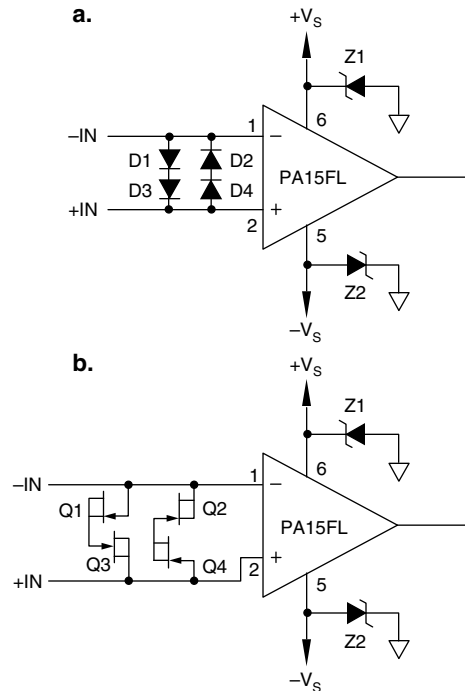 a.
+VS
Z1
6
1
–IN
–
D1
D2
PA15FL
D3
D4
+IN
+
2
5
Z2
–VS
b.
+VS
Z1
6
1
–IN
–
Q1
Q2
PA15FL
Q3
Q4
+
2
+IN
5
Z2
–VS